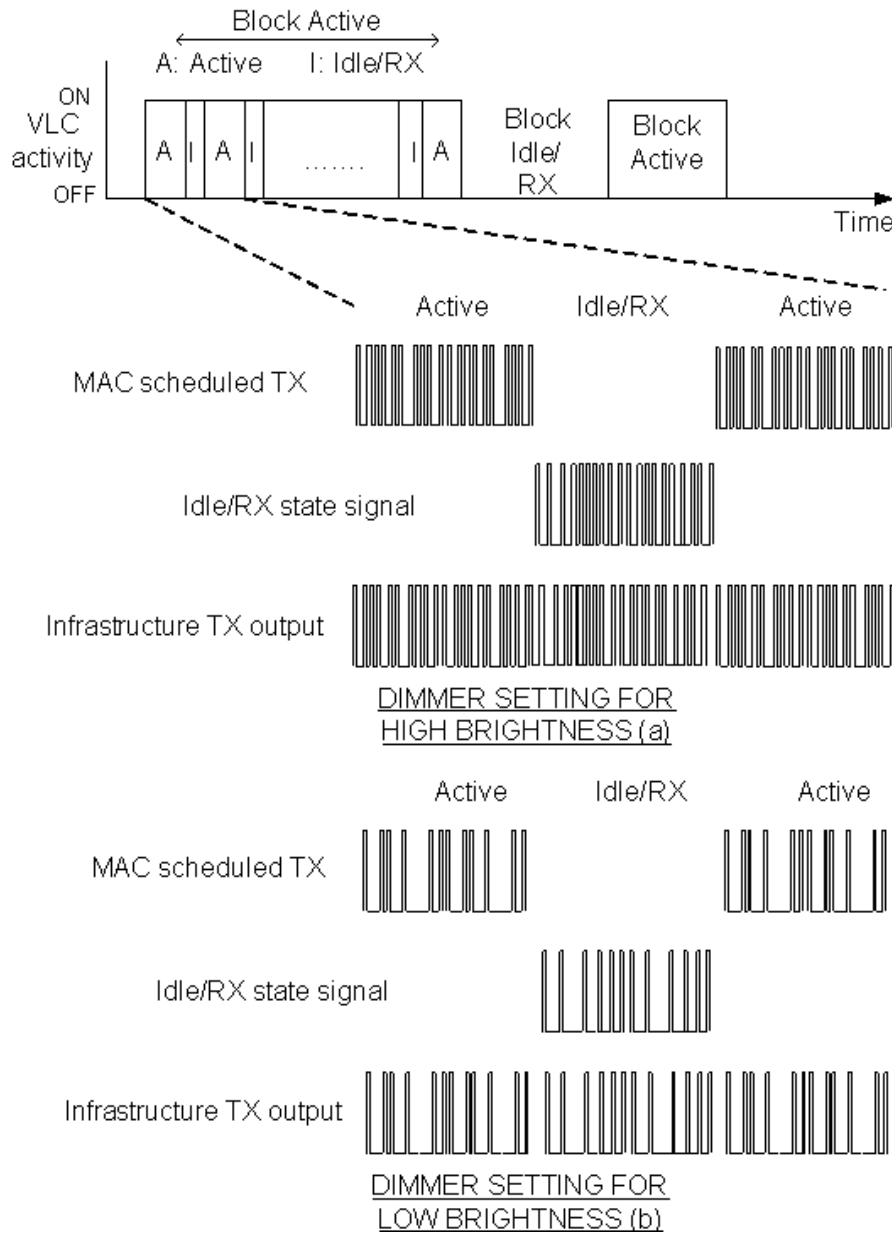 Block Active
A: Active I: Idle/RX
ON
VLC
activity
OFF
A I A I ....... I A
Block
Idle/
RX
Block
Active
Time
Active Idle/RX Active
MAC scheduled TX
Idle/RX state signal
Infrastructure TX output
DIMMER SETTING FOR
HIGH BRIGHTNESS (a)
Active Idle/RX Active
MAC scheduled TX
Idle/RX state signal
Infrastructure TX output
DIMMER SETTING FOR
LOW BRIGHTNESS (b)